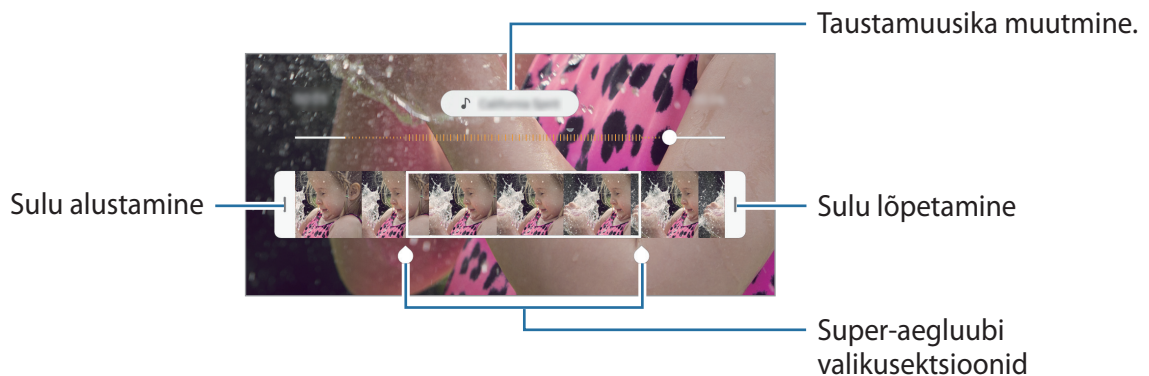 Taustamuusika muutmine.
Sulu alustamine
Sulu lõpetamine
Super-aegluubi
valikusektsioonid